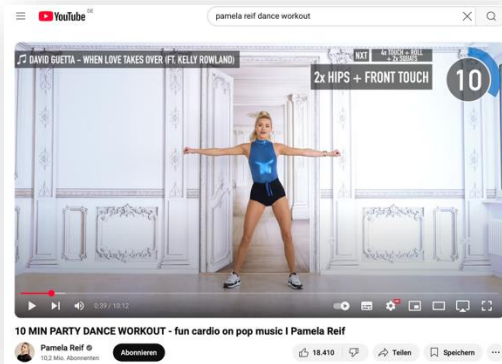 YouTube DE
pamela reif dance workout
DAVID GUETTA – WHEN LOVE TAKES OVER (FT. KELLY ROWLAND)
NXT
4x TOUCH + ROLL
+ 2x SQUATS
2X HIPS + FRONT TOUCH
10
0:39 / 10:12
10 MIN PARTY DANCE WORKOUT - fun cardio on pop music I Pamela Reif
Pamela Reif
10,2 Mio. Abonnenten
Abonnieren
18.410
Teilen
Speichern